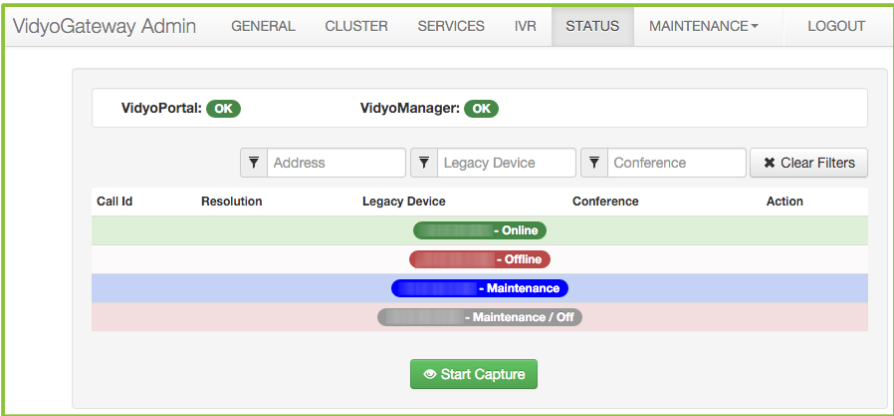 VidyoGateway Admin GENERAL CLUSTER SERVICES IVR STATUS MAINTENANCE LOGOUT
VidyoPortal: OK VidyoManager: OK
Address Legacy Device Conference Clear Filters
Call Id Resolution Legacy Device Conference Action
- Online
- Offline
- Maintenance
- Maintenance / Off
Start Capture